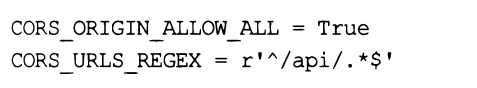 CORS_ORIGIN_ALLOW_ALL = True
CORS_URLS_REGEX = r'^/api/.*$'